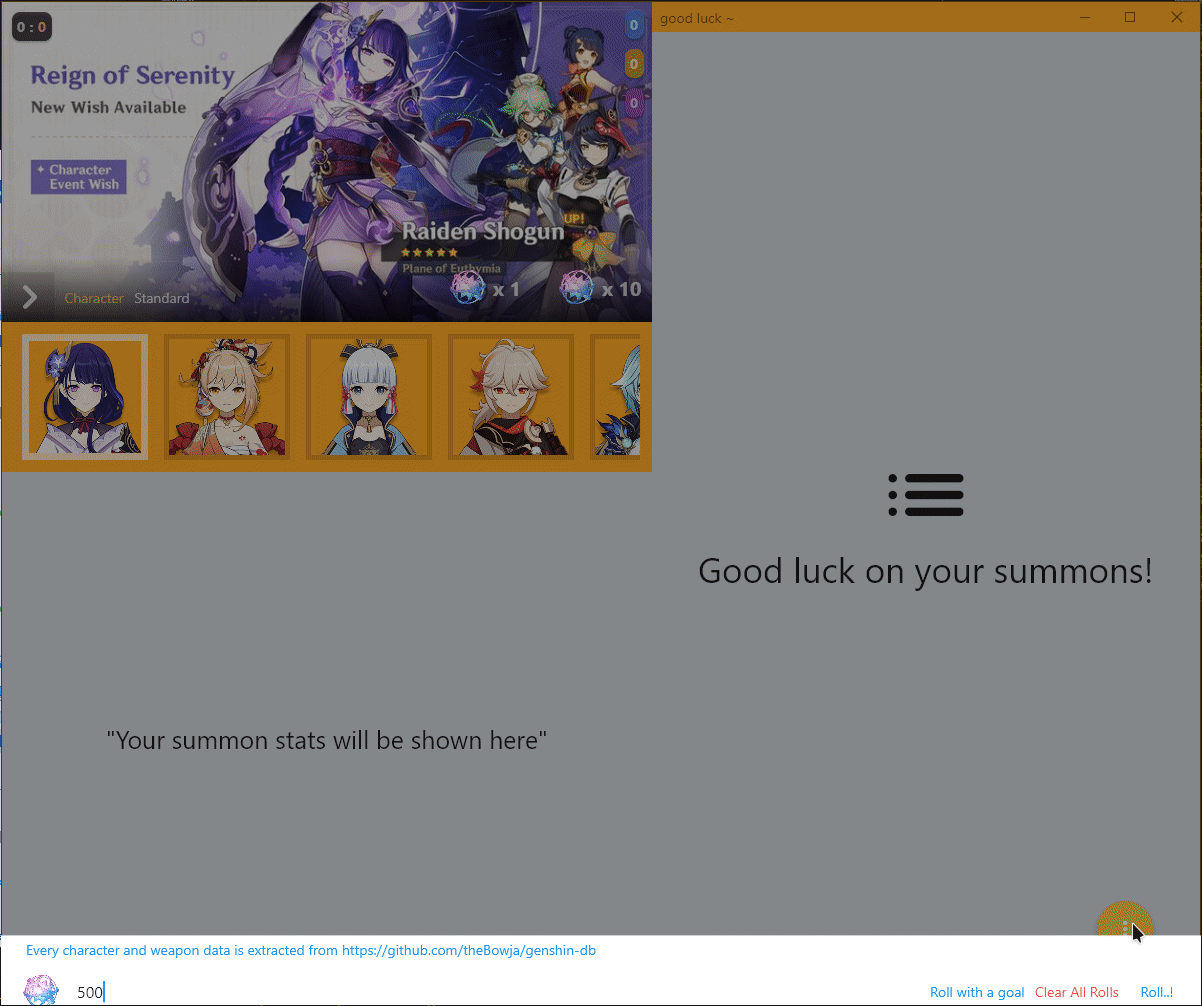 0 : 0
0
good luck ~
Reign of Serenity
New Wish Available
0
0
✦ Character
Event Wish
UP!
Raiden Shogun
★★★★★
Plane of Euthymia
x 1
x 10
Character
Standard
Good luck on your summons!
"Your summon stats will be shown here"
Every character and weapon data is extracted from https://github.com/theBowja/genshin-db
500
Roll with a goal
Clear All Rolls
Roll..!